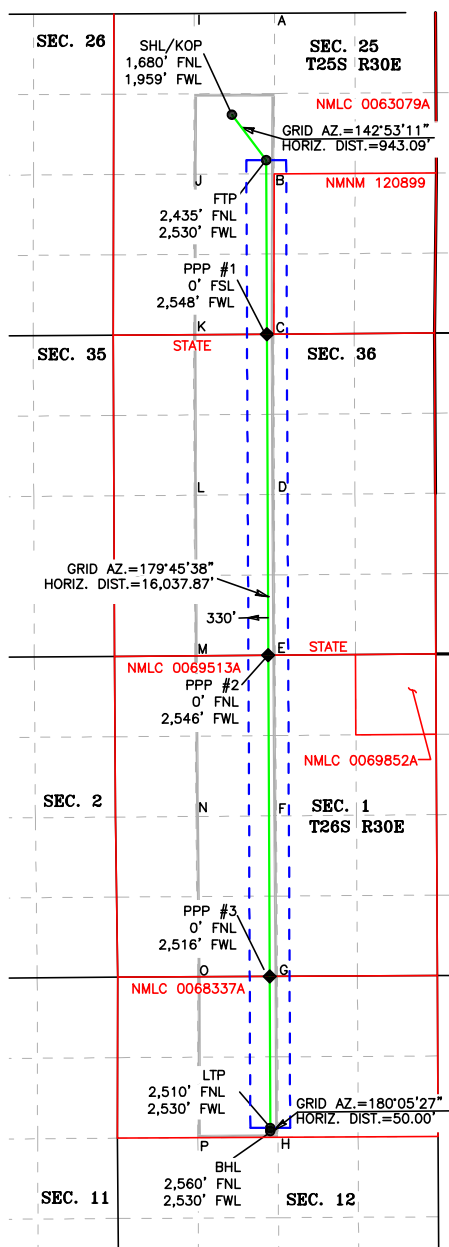 I
A
SEC. 26
SEC. 25
T25S R30E
SHL/KOP
1,680' FNL
1,959' FWL
NMLC 0063079A
GRID AZ.=142°53'11"
HORIZ. DIST.=943.09'
J
B
NMNM 120899
FTP
2,435' FNL
2,530' FWL
PPP #1
0' FSL
2,548' FWL
K
C
STATE
SEC. 35
SEC. 36
L
D
GRID AZ.=179°45'38"
HORIZ. DIST.=16,037.87'
330'
M
E
STATE
NMLC 0069513A
PPP #2
0' FNL
2,546' FWL
NMLC 0069852A
SEC. 2
N
F
SEC. 1
T26S R30E
PPP #3
0' FNL
2,516' FWL
O
G
NMLC 0068337A
LTP
2,510' FNL
2,530' FWL
GRID AZ.=180°05'27"
HORIZ. DIST.=50.00'
P
H
BHL
2,560' FNL
2,530' FWL
SEC. 11
SEC. 12